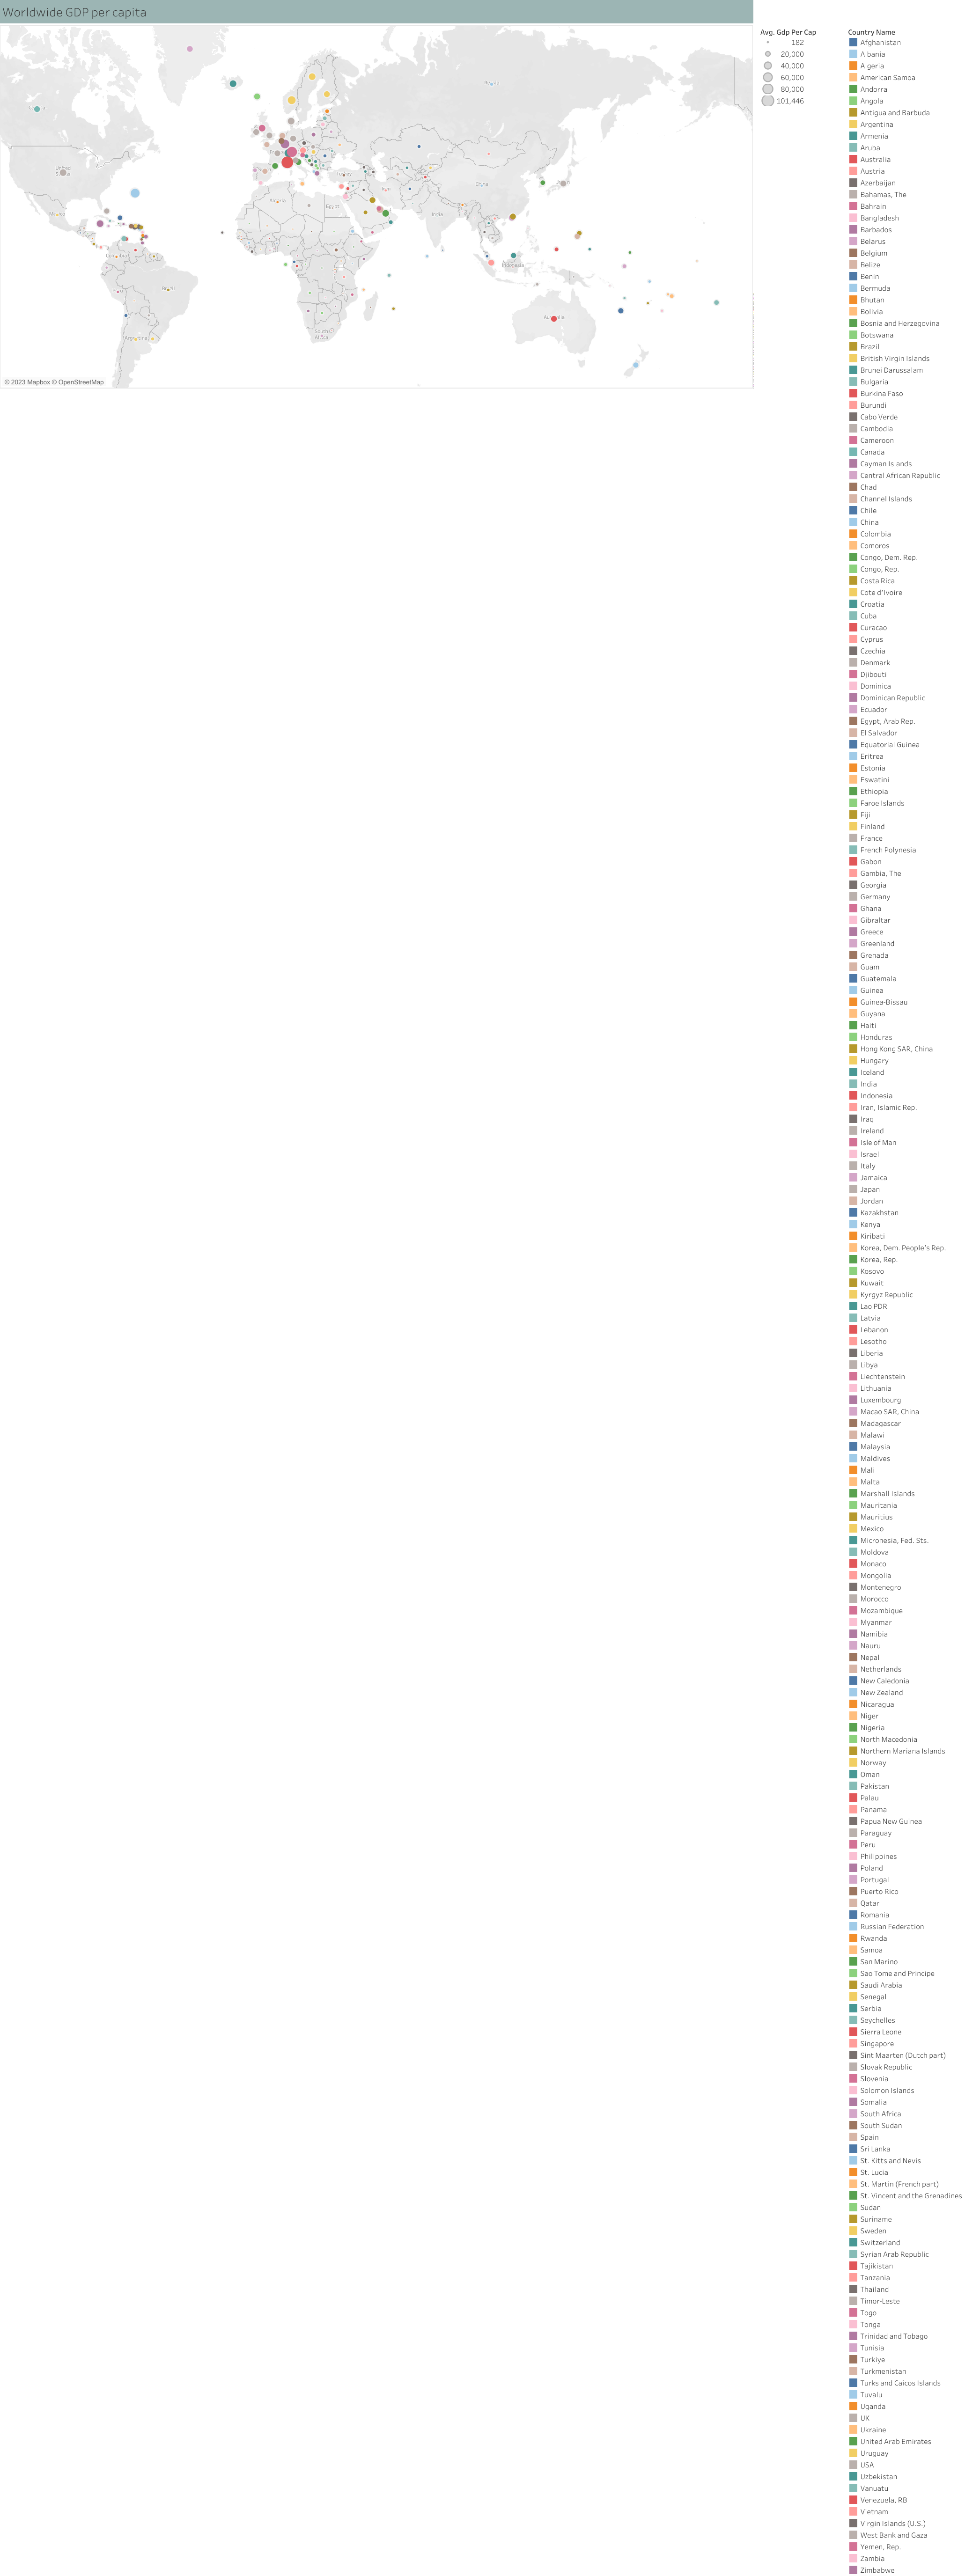 Worldwide GDP per capita
Avg. Gdp Per Cap
182
20,000
40,000
60,000
80,000
101,446
© 2023 Mapbox © OpenStreetMap
Country Name
Afghanistan
Albania
Algeria
American Samoa
Andorra
Angola
Antigua and Barbuda
Argentina
Armenia
Aruba
Australia
Austria
Azerbaijan
Bahamas, The
Bahrain
Bangladesh
Barbados
Belarus
Belgium
Belize
Benin
Bermuda
Bhutan
Bolivia
Bosnia and Herzegovina
Botswana
Brazil
British Virgin Islands
Brunei Darussalam
Bulgaria
Burkina Faso
Burundi
Cabo Verde
Cambodia
Cameroon
Canada
Cayman Islands
Central African Republic
Chad
Channel Islands
Chile
China
Colombia
Comoros
Congo, Dem. Rep.
Congo, Rep.
Costa Rica
Cote d'Ivoire
Croatia
Cuba
Curacao
Cyprus
Czechia
Denmark
Djibouti
Dominica
Dominican Republic
Ecuador
Egypt, Arab Rep.
El Salvador
Equatorial Guinea
Eritrea
Estonia
Eswatini
Ethiopia
Faroe Islands
Fiji
Finland
France
French Polynesia
Gabon
Gambia, The
Georgia
Germany
Ghana
Gibraltar
Greece
Greenland
Grenada
Guam
Guatemala
Guinea
Guinea-Bissau
Guyana
Haiti
Honduras
Hong Kong SAR, China
Hungary
Iceland
India
Indonesia
Iran, Islamic Rep.
Iraq
Ireland
Isle of Man
Israel
Italy
Jamaica
Japan
Jordan
Kazakhstan
Kenya
Kiribati
Korea, Dem. People's Rep.
Korea, Rep.
Kosovo
Kuwait
Kyrgyz Republic
Lao PDR
Latvia
Lebanon
Lesotho
Liberia
Libya
Liechtenstein
Lithuania
Luxembourg
Macao SAR, China
Madagascar
Malawi
Malaysia
Maldives
Mali
Malta
Marshall Islands
Mauritania
Mauritius
Mexico
Micronesia, Fed. Sts.
Moldova
Monaco
Mongolia
Montenegro
Morocco
Mozambique
Myanmar
Namibia
Nauru
Nepal
Netherlands
New Caledonia
New Zealand
Nicaragua
Niger
Nigeria
North Macedonia
Northern Mariana Islands
Norway
Oman
Pakistan
Palau
Panama
Papua New Guinea
Paraguay
Peru
Philippines
Poland
Portugal
Puerto Rico
Qatar
Romania
Russian Federation
Rwanda
Samoa
San Marino
Sao Tome and Principe
Saudi Arabia
Senegal
Serbia
Seychelles
Sierra Leone
Singapore
Sint Maarten (Dutch part)
Slovak Republic
Slovenia
Solomon Islands
Somalia
South Africa
South Sudan
Spain
Sri Lanka
St. Kitts and Nevis
St. Lucia
St. Martin (French part)
St. Vincent and the Grenadines
Sudan
Suriname
Sweden
Switzerland
Syrian Arab Republic
Tajikistan
Tanzania
Thailand
Timor-Leste
Togo
Tonga
Trinidad and Tobago
Tunisia
Turkiye
Turkmenistan
Turks and Caicos Islands
Tuvalu
Uganda
UK
Ukraine
United Arab Emirates
Uruguay
USA
Uzbekistan
Vanuatu
Venezuela, RB
Vietnam
Virgin Islands (U.S.)
West Bank and Gaza
Yemen, Rep.
Zambia
Zimbabwe